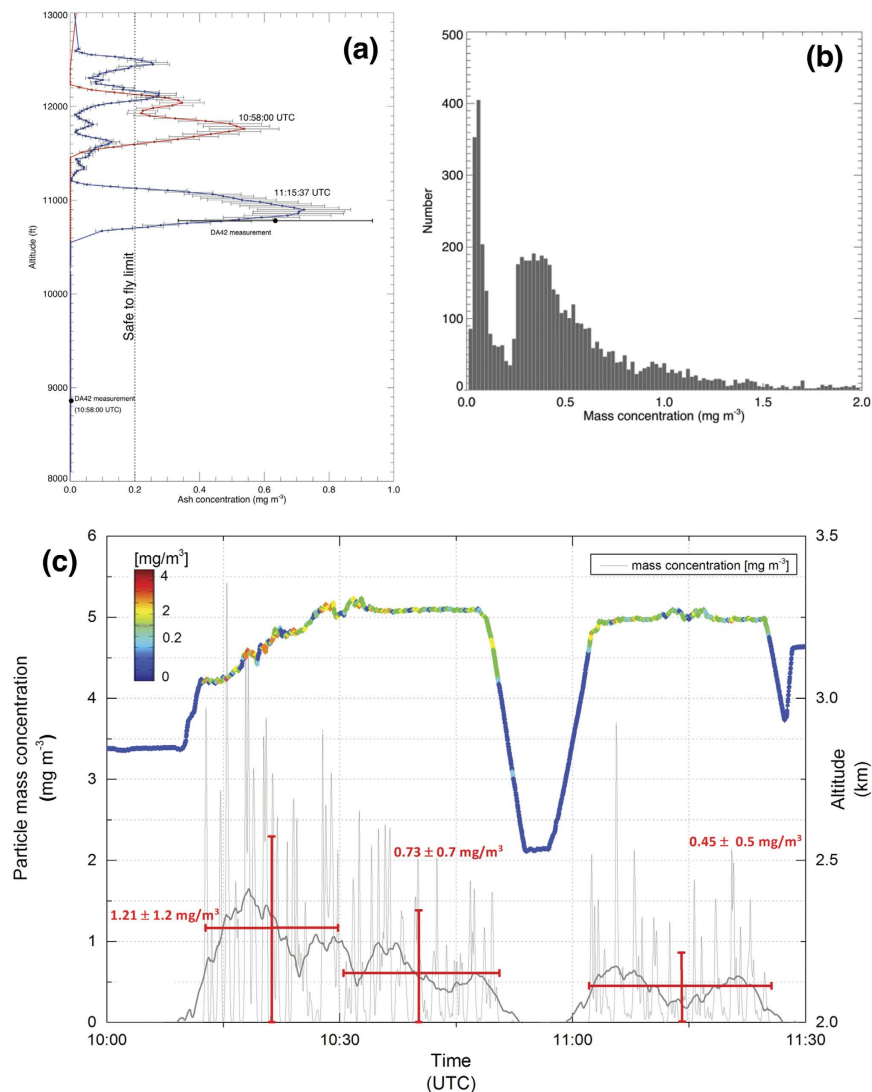 (a)
13000
12000
11000
10000
9000
8000
Altitude (ft)
10:58:00 UTC
11:15:37 UTC
DA42 measurement
Safe to fly limit
DA42 measurement
(10:58:00 UTC)
0.0 0.2 0.4 0.6 0.8 1.0
Ash concentration (mg m⁻³)
(b)
500
400
300
200
100
0
Number
0.0 0.5 1.0 1.5 2.0
Mass concentration (mg m⁻³)
(c)
[mg/m³]
4
2
0.2
0
mass concentration [mg m⁻³]
6
5
4
3
2
1
0
Particle mass concentration
(mg m⁻³)
3.5
3.0
2.5
2.0
Altitude
(km)
1.21 ± 1.2 mg/m³
0.73 ± 0.7 mg/m³
0.45 ± 0.5 mg/m³
10:00 10:30 11:00 11:30
Time
(UTC)